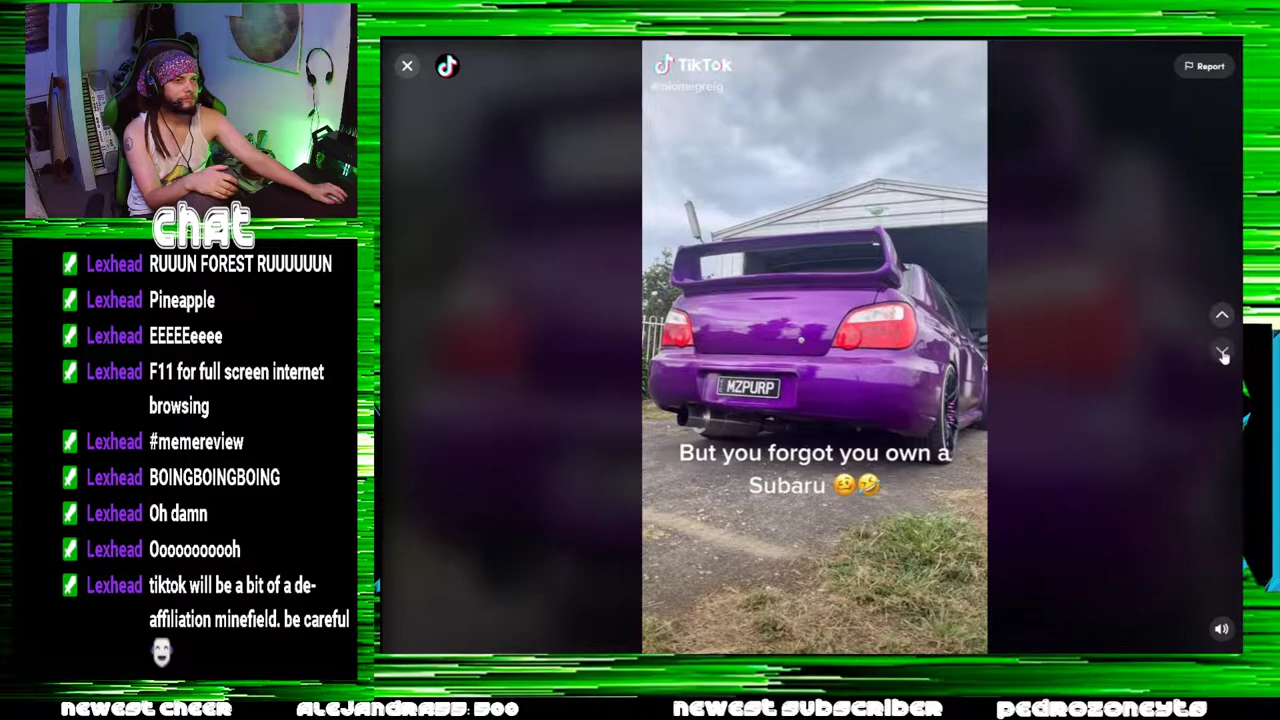 chat
Lexhead RUUUN FOREST RUUUUUUN
Lexhead Pineapple
Lexhead EEEEEeeee
Lexhead F11 for full screen internet
browsing
Lexhead #memereview
Lexhead BOINGBOINGBOING
Lexhead Oh damn
Lexhead Ooooooooooh
Lexhead tiktok will be a bit of a de-
affiliation minefield. be careful
TikTok
Report
MZPURP
But you forgot you own a
Subaru 🥴🤣
newest cheer
alejandra55: 500
newest subscriber
pedrozoneyts